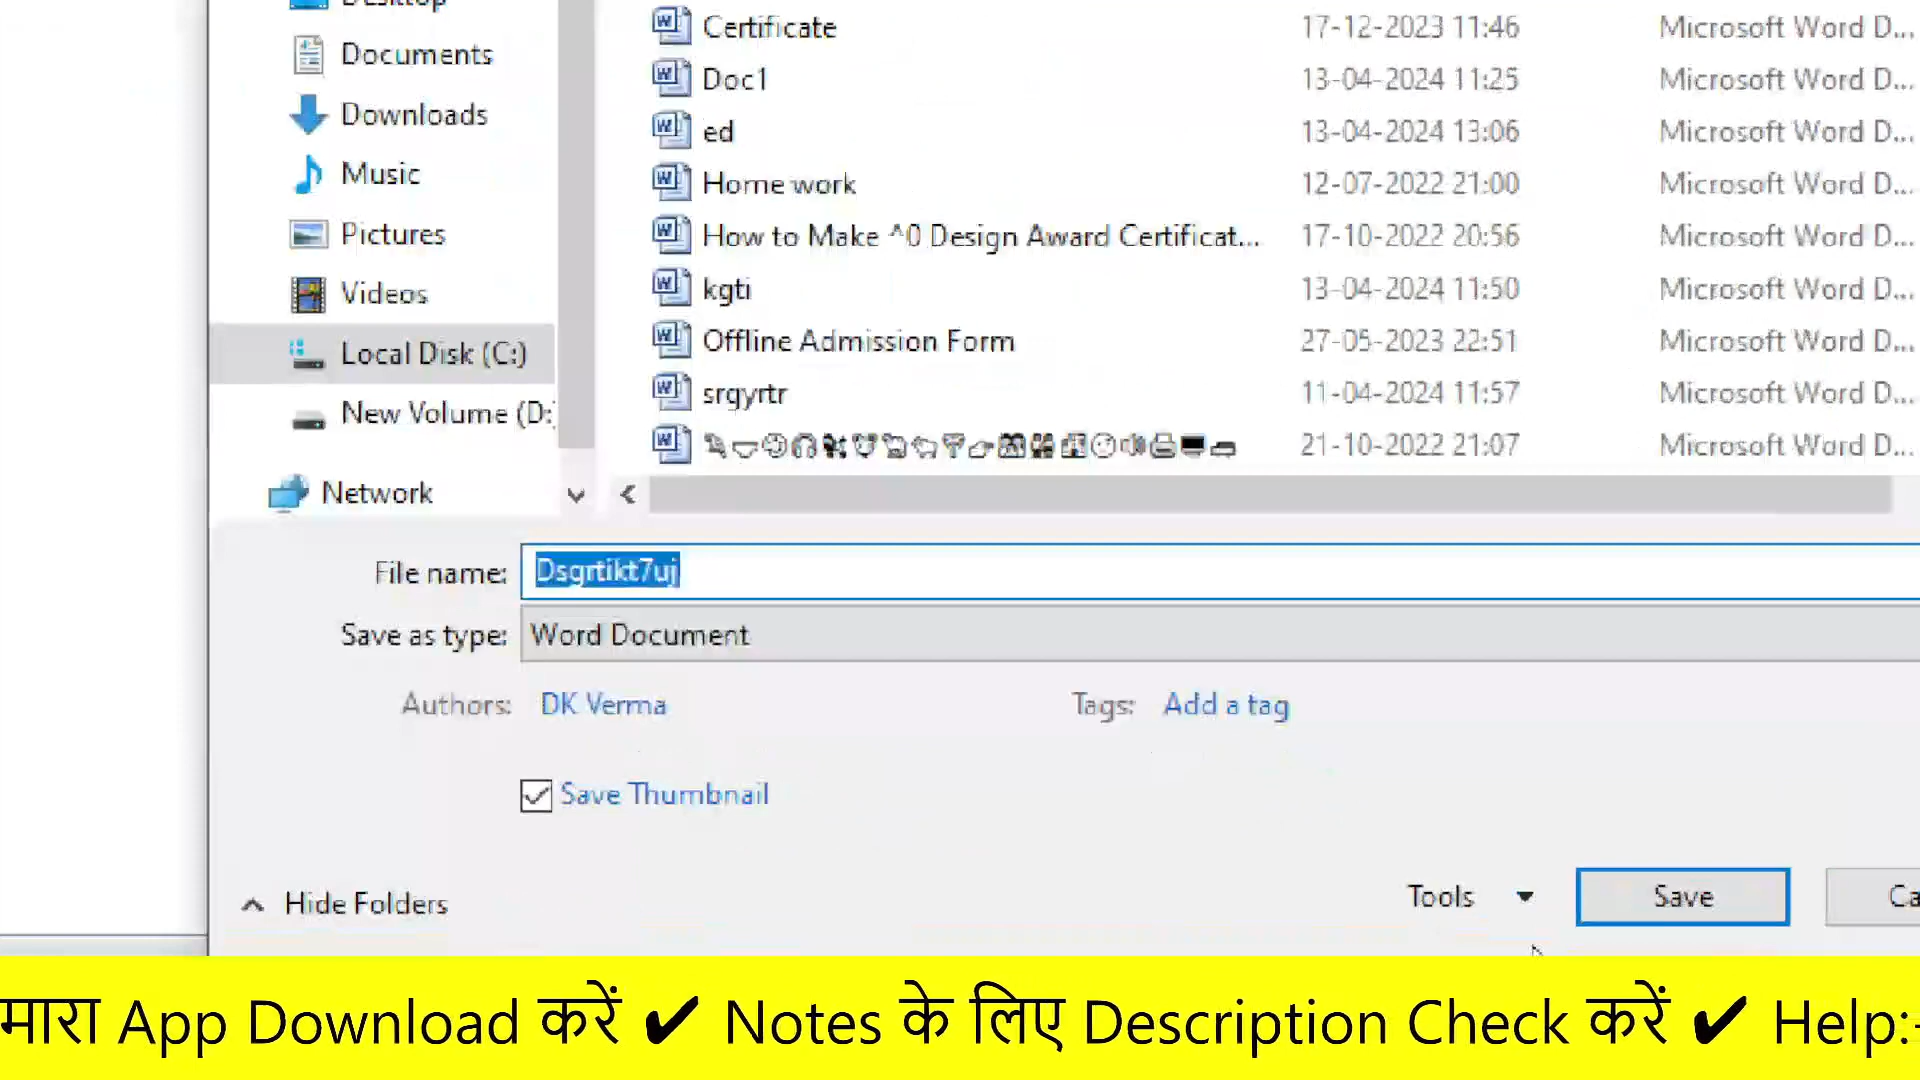 Desktop
Documents
Downloads
Music
Pictures
Videos
Local Disk (C:)
New Volume (D:
Network
Certificate 17-12-2023 11:46 Microsoft Word D...
Doc1 13-04-2024 11:25 Microsoft Word D...
ed 13-04-2024 13:06 Microsoft Word D...
Home work 12-07-2022 21:00 Microsoft Word D...
How to Make ^0 Design Award Certificat... 17-10-2022 20:56 Microsoft Word D...
kgti 13-04-2024 11:50 Microsoft Word D...
Offline Admission Form 27-05-2023 22:51 Microsoft Word D...
srgyrtr 11-04-2024 11:57 Microsoft Word D...
21-10-2022 21:07 Microsoft Word D...
File name: Dsgrtikt7uj
Save as type: Word Document
Authors: DK Verma Tags: Add a tag
Save Thumbnail
Hide Folders Tools Save Ca
मारा App Download करें ✔ Notes के लिए Description Check करें ✔ Help:-